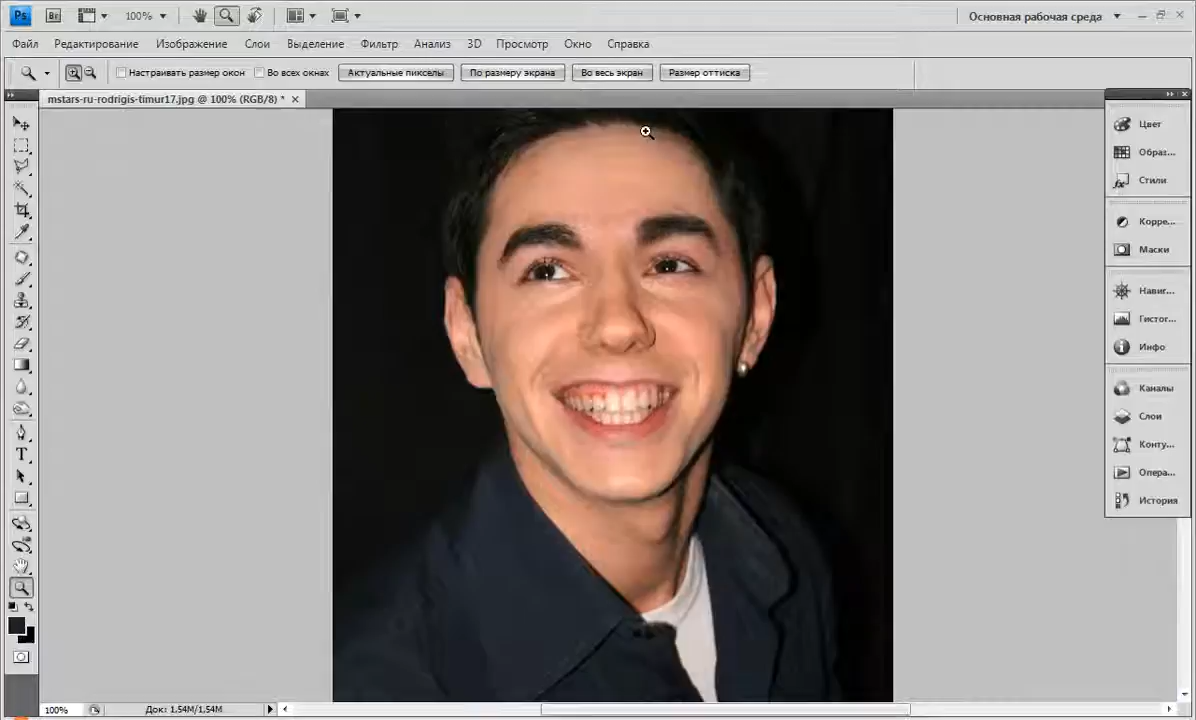 Ps Br 100% Основная рабочая среда
Файл Редактирование Изображение Слои Выделение Фильтр Анализ 3D Просмотр Окно Справка
Настраивать размер окон Во всех окнах Актуальные пикселы По размеру экрана Во весь экран Размер оттиска
mstars-ru-rodrigis-timur17.jpg @ 100% (RGB/8) *
Цвет
Образ...
Стили
Корре...
Маски
Навиг...
Гистог...
Инфо
Каналы
Слои
Конту...
Опера...
История
100% Док: 1,54M/1,54M